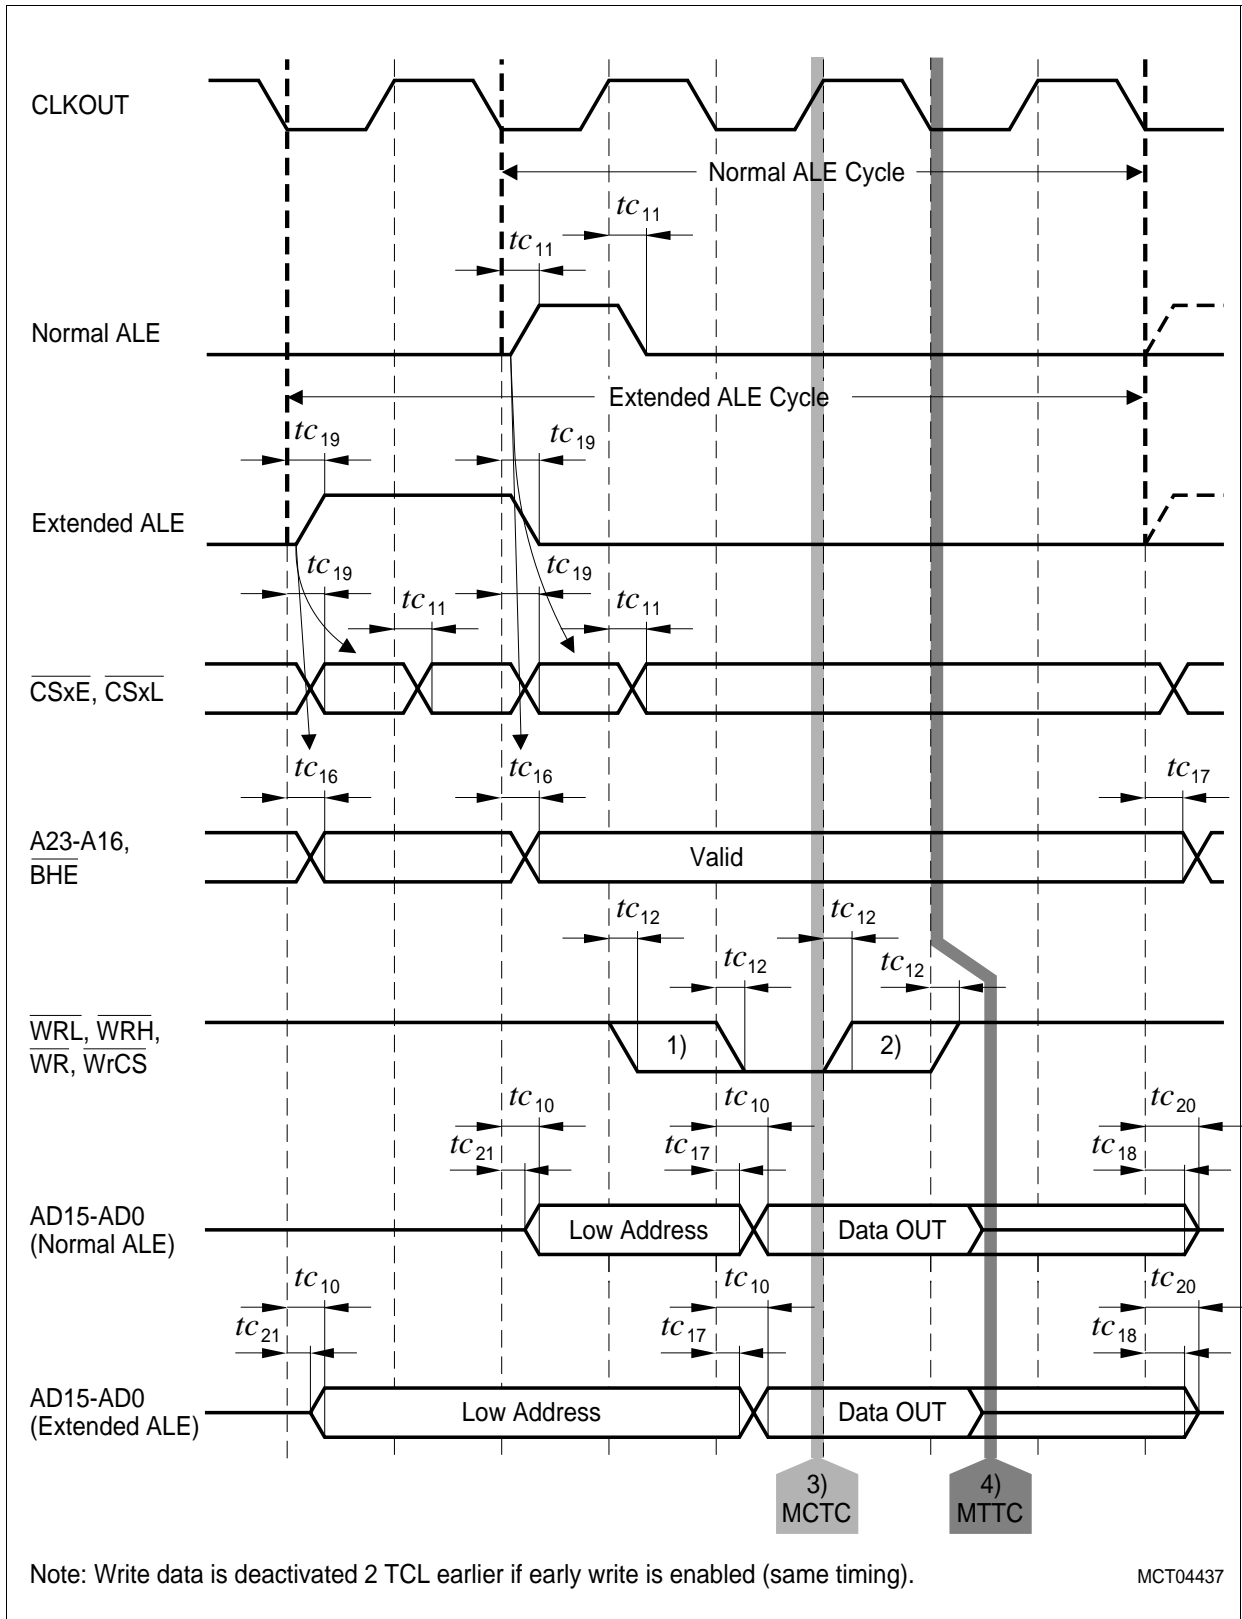 CLKOUT
Normal ALE Cycle
tc11
tc11
Normal ALE
Extended ALE Cycle
tc19
tc19
Extended ALE
tc19
tc19
tc11
tc11
CSxE, CSxL
tc16
tc16
tc17
A23-A16,
BHE
Valid
tc12
tc12
tc12
tc12
WRL, WRH,
WR, WrCS
1)
2)
tc10
tc10
tc20
tc21
tc17
tc18
AD15-AD0
(Normal ALE)
Low Address
Data OUT
tc10
tc10
tc20
tc21
tc17
tc18
AD15-AD0
(Extended ALE)
Low Address
Data OUT
3)
MCTC
4)
MTTC
Note: Write data is deactivated 2 TCL earlier if early write is enabled (same timing).
MCT04437